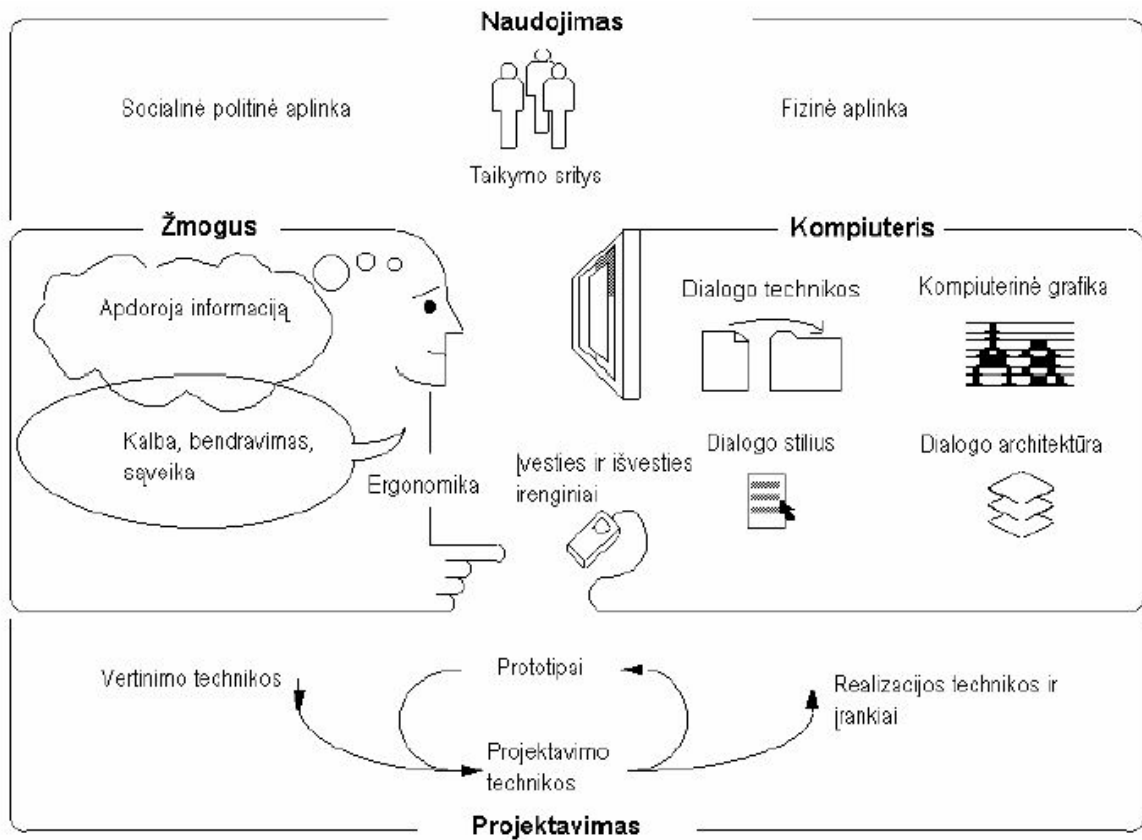 Naudojimas
Socialinė politinė aplinka
Fizinė aplinka
Taikymo sritys
Žmogus
Kompiuteris
Apdoroja informaciją
Dialogo technikos
Kompiuterinė grafika
Kalba, bendravimas,
sąveika
Ergonomika
Įvesties ir išvesties
irenginiai
Dialogo stilius
Dialogo architektūra
Vertinimo technikos
Prototipai
Realizacijos technikos ir
įrankiai
Projektavimo
technikos
Projektavimas